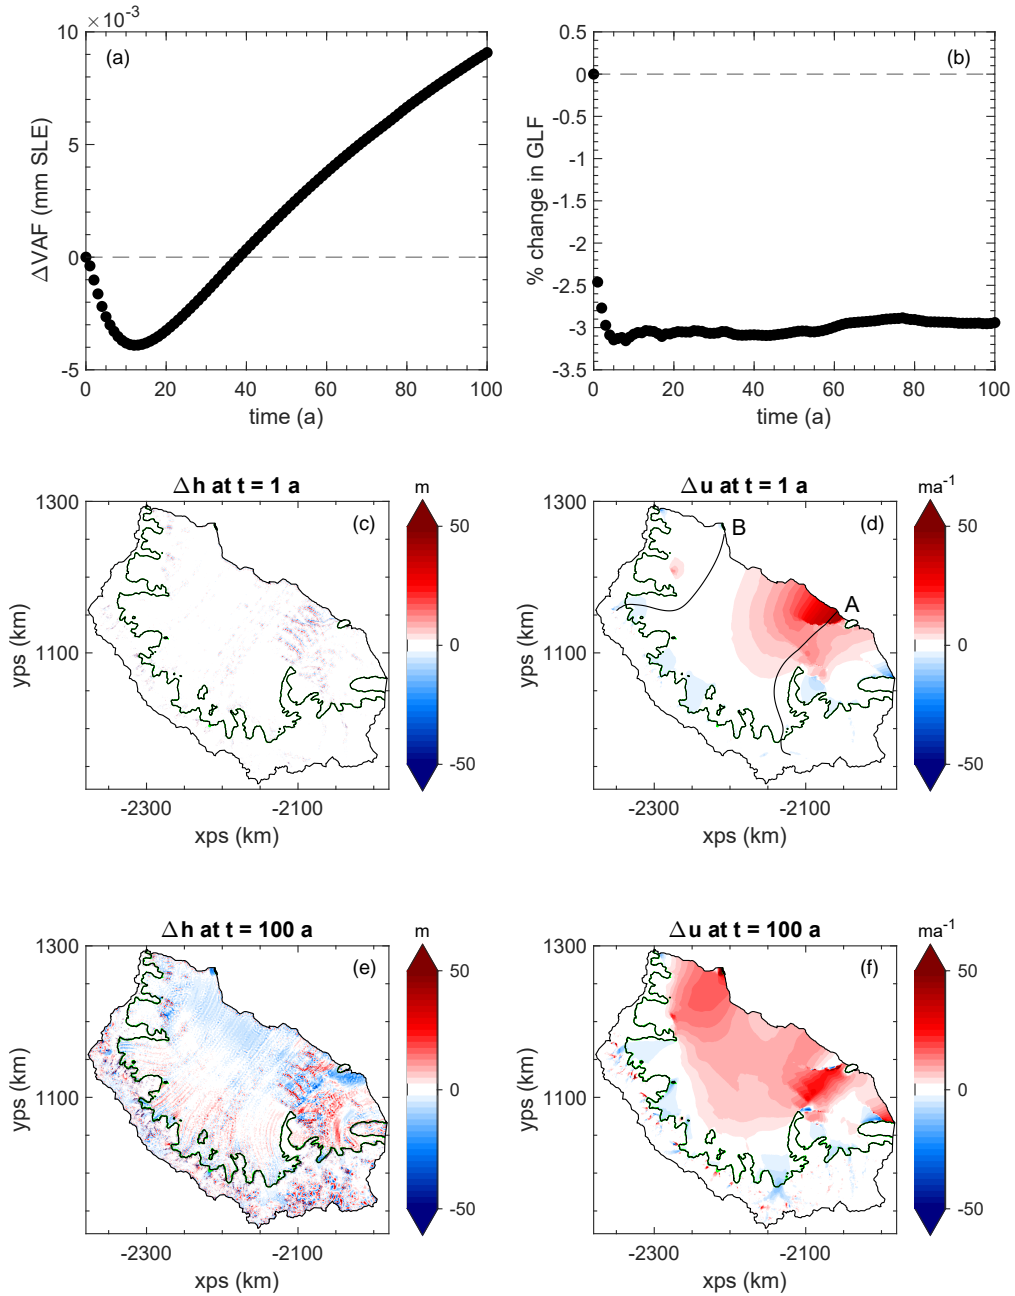 ×10⁻³
10
5
0
-5
ΔVAF (mm SLE)
(a)
0 20 40 60 80 100
time (a)
0.5
0
-0.5
-1
-1.5
-2
-2.5
-3
-3.5
% change in GLF
(b)
0 20 40 60 80 100
time (a)
Δh at t = 1 a
m
1300
1100
yps (km)
(c)
50
0
-50
-2300 -2100
xps (km)
Δu at t = 1 a
ma⁻¹
1300
1100
yps (km)
(d)
B
A
50
0
-50
-2300 -2100
xps (km)
Δh at t = 100 a
m
1300
1100
yps (km)
(e)
50
0
-50
-2300 -2100
xps (km)
Δu at t = 100 a
ma⁻¹
1300
1100
yps (km)
(f)
50
0
-50
-2300 -2100
xps (km)